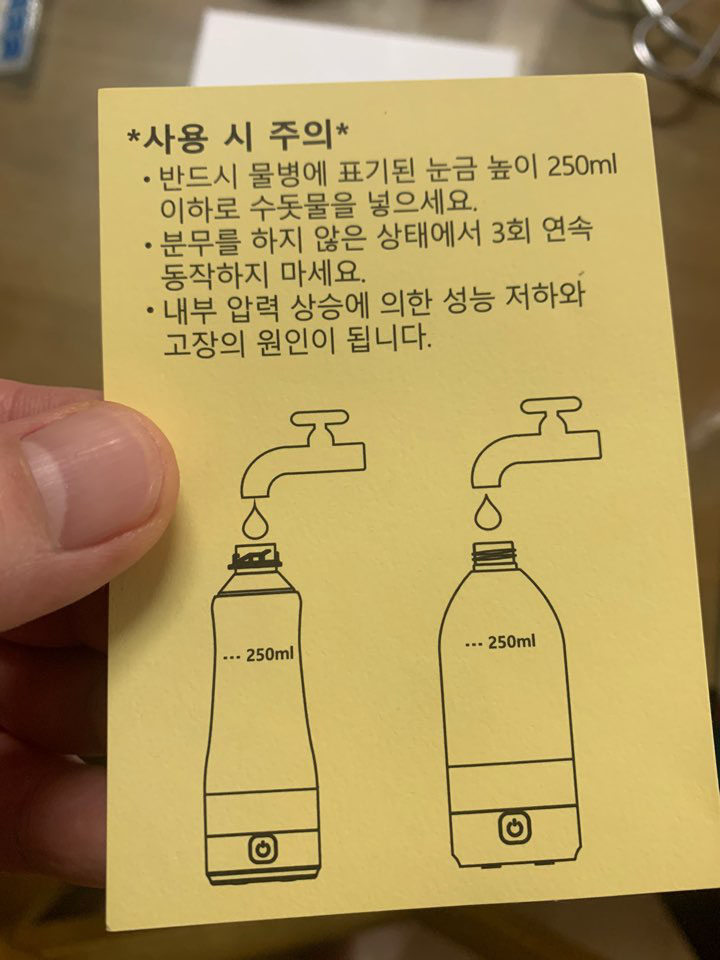 *사용 시 주의*
• 반드시 물병에 표기된 눈금 높이 250ml
이하로 수돗물을 넣으세요.
• 분무를 하지 않은 상태에서 3회 연속
동작하지 마세요.
• 내부 압력 상승에 의한 성능 저하와
고장의 원인이 됩니다.
--- 250ml
--- 250ml